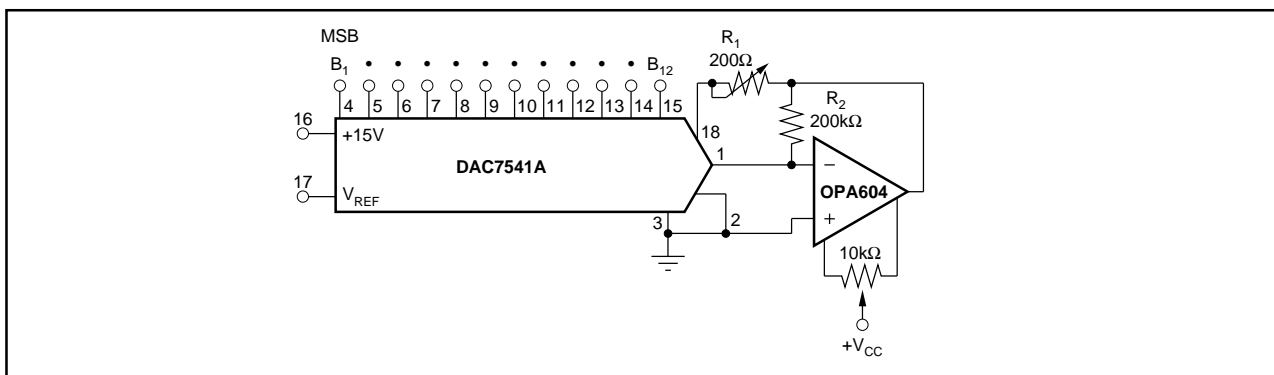 MSB
B1 • • • • • • • • • • B12
4 5 6 7 8 9 10 11 12 13 14 15
R1
200Ω
R2
200kΩ
16
+15V
18
1
DAC7541A
17
VREF
3
2
−
OPA604
+
10kΩ
+VCC